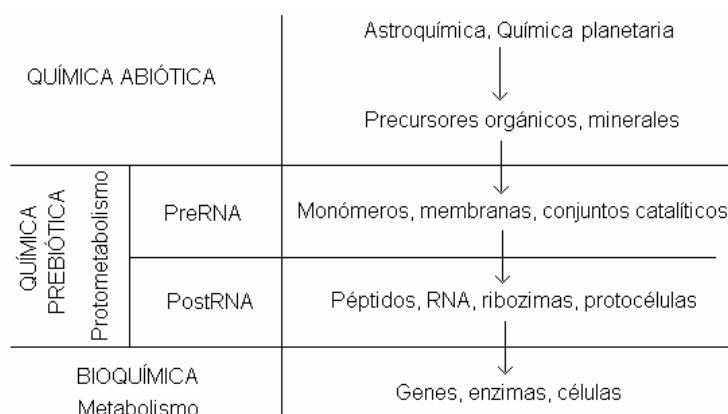 Astroquímica, Química planetaria
QUÍMICA ABIÓTICA
Precursores orgánicos, minerales
QUÍMICA
PREBIÓTICA
Protometabolismo
PreRNA
Monómeros, membranas, conjuntos catalíticos
PostRNA
Péptidos, RNA, ribozimas, protocélulas
BIOQUÍMICA
Metabolismo
Genes, enzimas, células